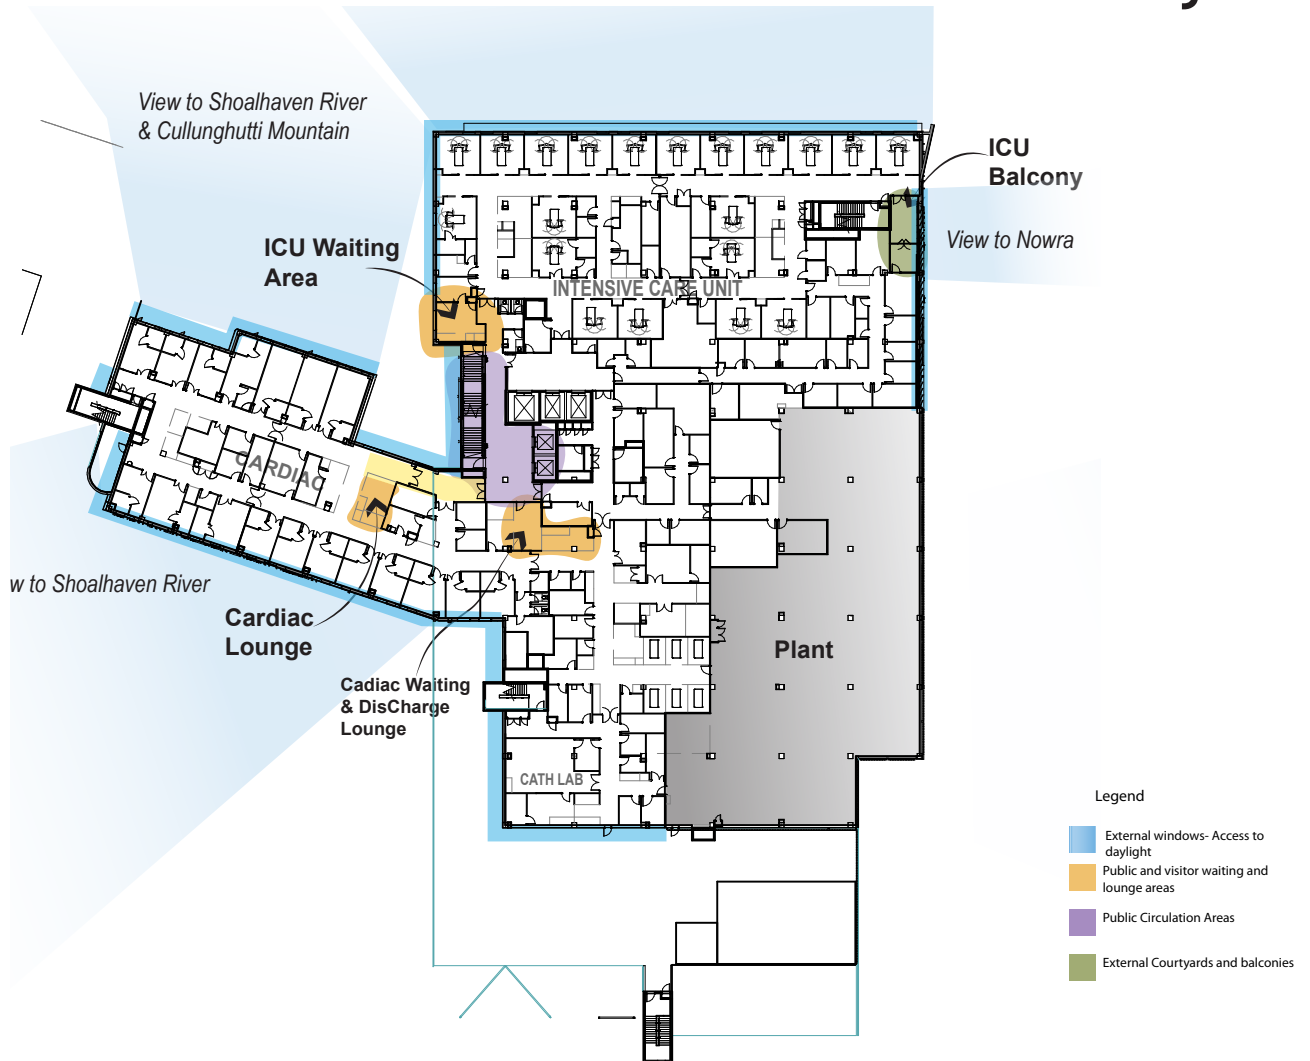 View to Shoalhaven River
& Cullunghutti Mountain
ICU
Balcony
View to Nowra
ICU Waiting
Area
INTENSIVE CARE UNIT
CARDIAC
w to Shoalhaven River
Cardiac
Lounge
Cadiac Waiting
& DisCharge
Lounge
Plant
CATH LAB
Legend
External windows- Access to
daylight
Public and visitor waiting and
lounge areas
Public Circulation Areas
External Courtyards and balconies